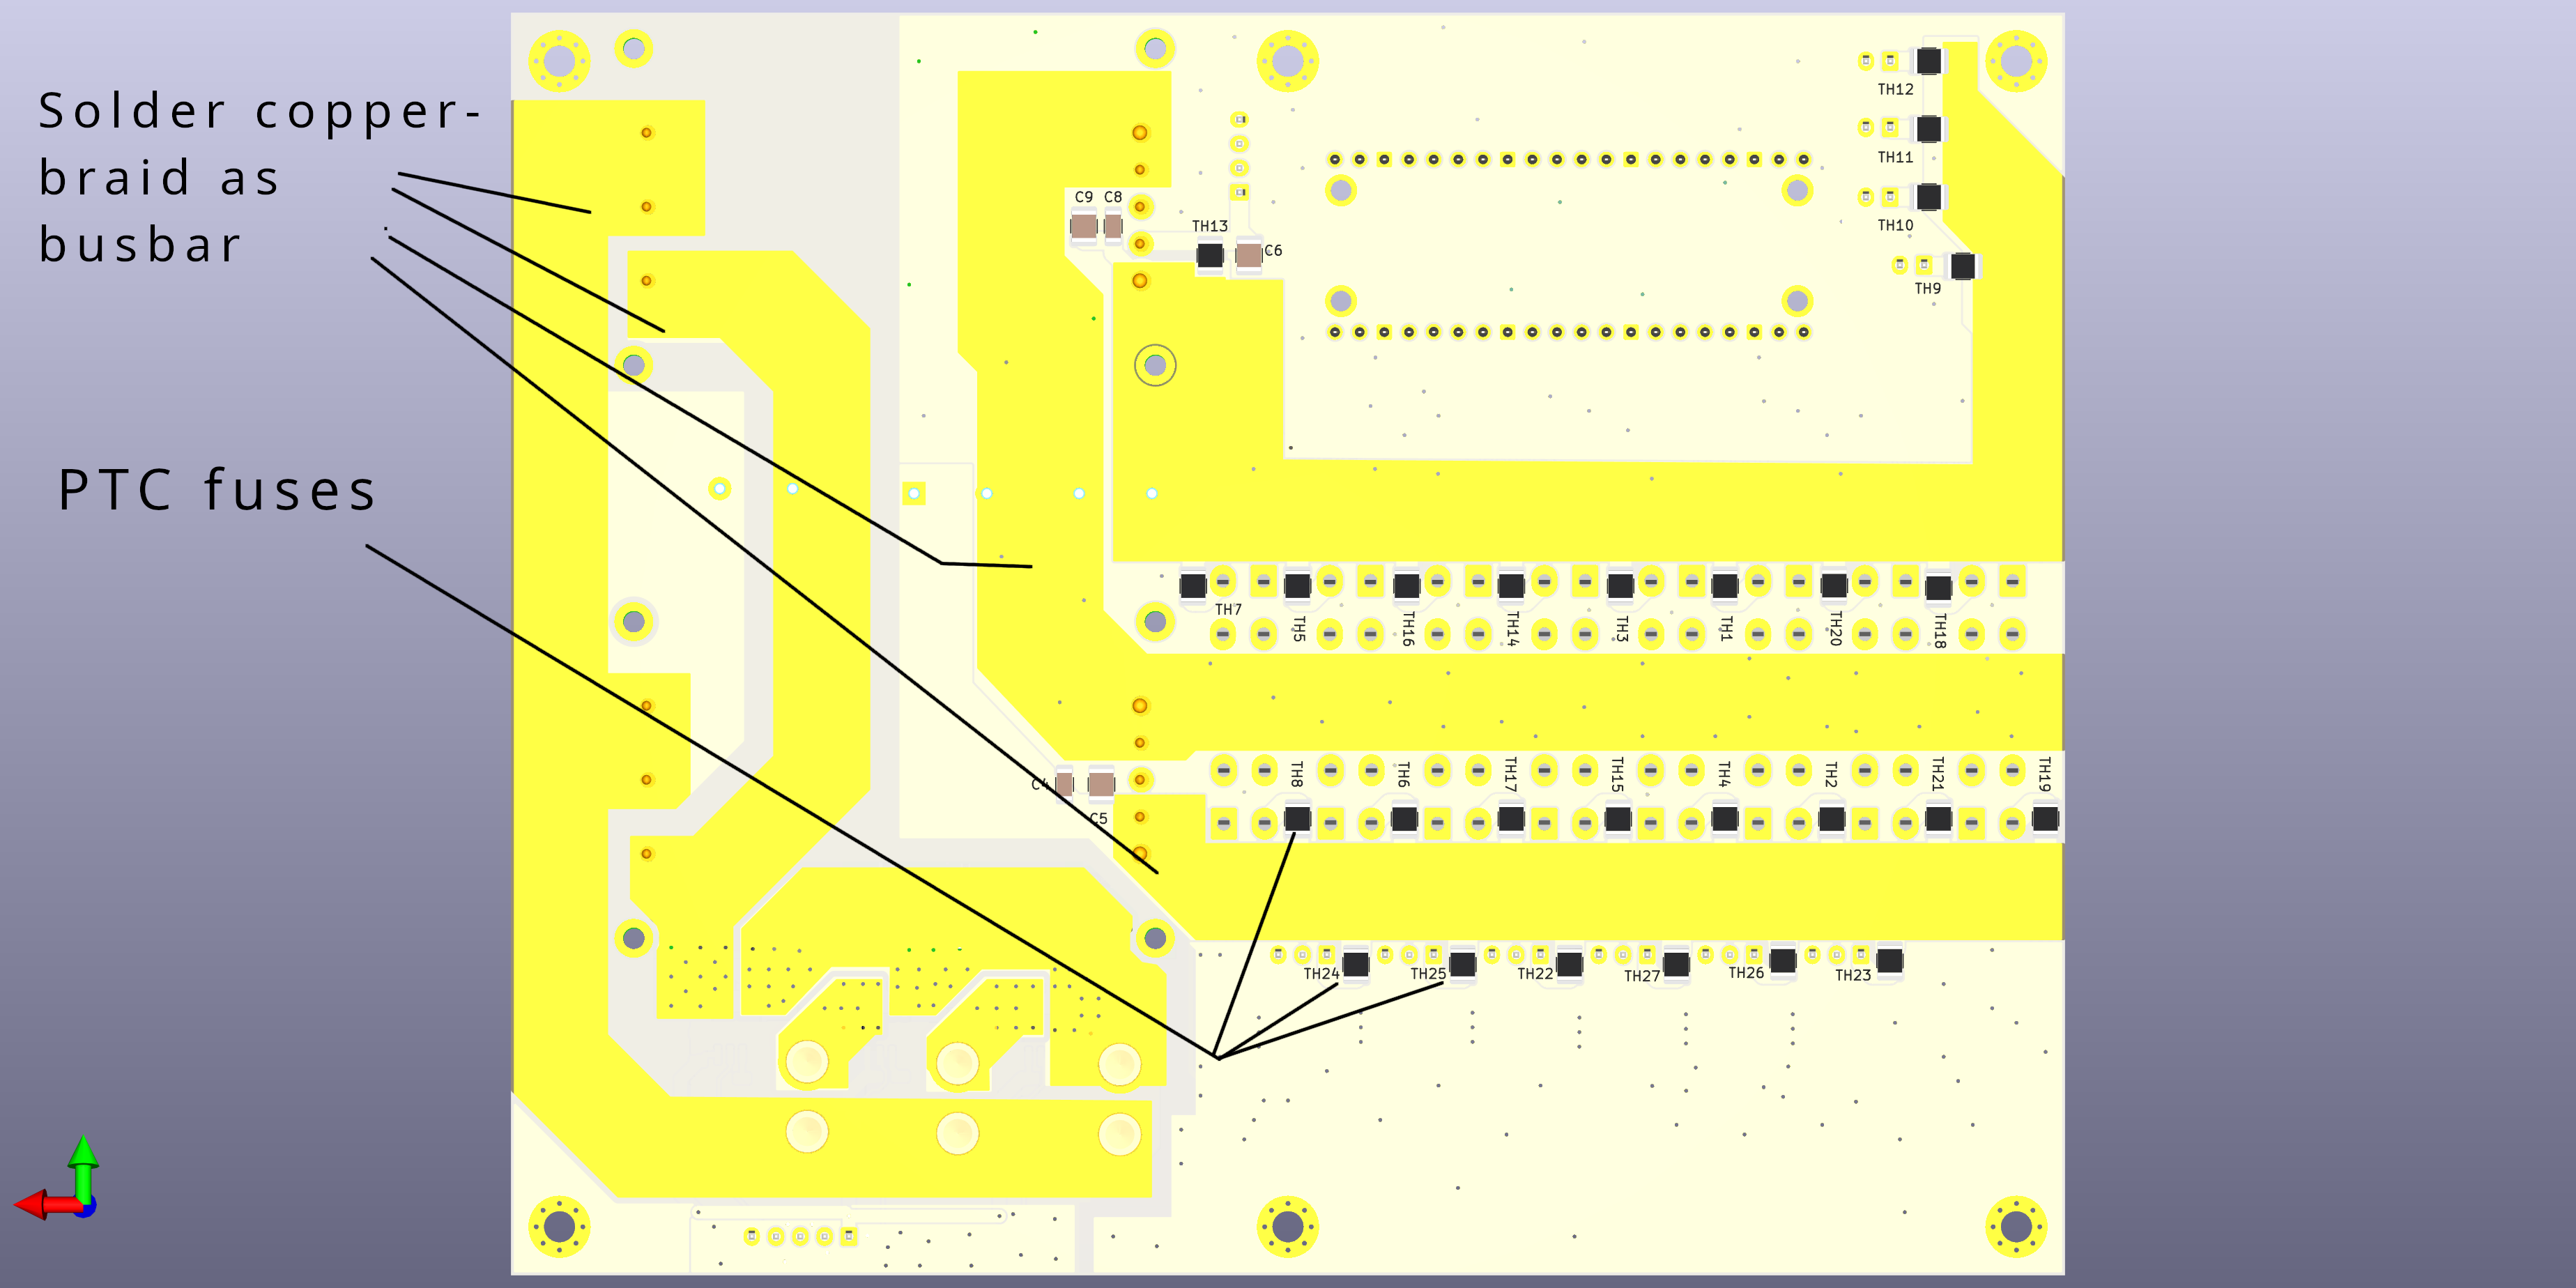 Solder copper-
braid as
busbar
PTC fuses
TH12
TH11
C9 C8
TH13
TH10
C6
TH9
TH7
TH5
TH16
TH14
TH3
TH1
TH20
TH18
TH8
TH6
TH17
TH15
TH4
TH2
TH21
TH19
C4
C5
TH24
TH25
TH22
TH27
TH26
TH23